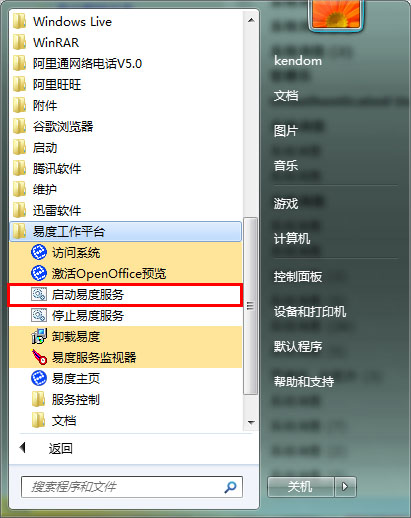 Windows Live
WinRAR
阿里通网络电话V5.0
阿里旺旺
附件
谷歌浏览器
启动
腾讯软件
维护
迅雷软件
易度工作平台
访问系统
激活OpenOffice预览
启动易度服务
停止易度服务
卸载易度
易度服务监视器
易度主页
服务控制
文档
返回
搜索程序和文件
kendom
文档
图片
音乐
游戏
计算机
控制面板
设备和打印机
默认程序
帮助和支持
关机